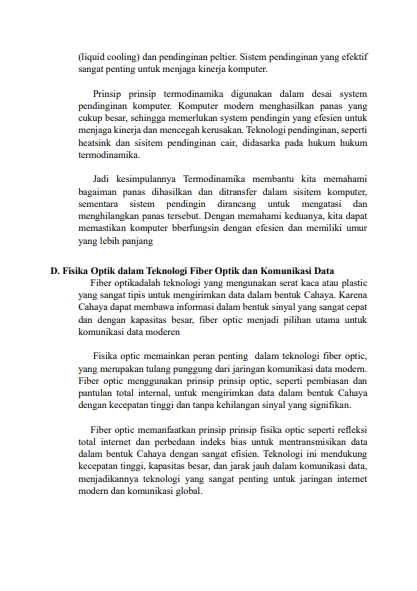 (liquid cooling) dan pendinginan peltier. Sistem pendinginan yang efektif
sangat penting untuk menjaga kinerja komputer.
Prinsip prinsip termodinamika digunakan dalam desai system
pendinginan komputer. Komputer modern menghasilkan panas yang
cukup besar, sehingga memerlukan system pendingin yang efesien untuk
menjaga kinerja dan mencegah kerusakan. Teknologi pendinginan, seperti
heatsink dan sisitem pendinginan cair, didasarka pada hukum hukum
termodinamika.
Jadi kesimpulannya Termodinamika membantu kita memahami
bagaiman panas dihasilkan dan ditransfer dalam sisitem komputer,
sementara sistem pendingin dirancang untuk mengatasi dan
menghilangkan panas tersebut. Dengan memahami keduanya, kita dapat
memastikan komputer bberfungsin dengan efesien dan memiliki umur
yang lebih panjang
D. Fisika Optik dalam Teknologi Fiber Optik dan Komunikasi Data
Fiber optikadalah teknologi yang mengunakan serat kaca atau plastic
yang sangat tipis untuk mengirimkan data dalam bentuk Cahaya. Karena
Cahaya dapat membawa informasi dalam bentuk sinyal yang sangat cepat
dan dengan kapasitas besar, fiber optic menjadi pilihan utama untuk
komunikasi data moderen
Fisika optic memainkan peran penting dalam teknologi fiber optic,
yang merupakan tulang punggung dari jaringan komunikasi data modern.
Fiber optic menggunakan prinsip prinsip optic, seperti pembiasan dan
pantulan total internal, untuk mengirimkan data dalam bentuk Cahaya
dengan kecepatan tinggi dan tanpa kehilangan sinyal yang signifikan.
Fiber optic memanfaatkan prinsip prinsip fisika optic seperti refleksi
total internet dan perbedaan indeks bias untuk mentransmisikan data
dalam bentuk Cahaya dengan sangat efisien. Teknologi ini mendukung
kecepatan tinggi, kapasitas besar, dan jarak jauh dalam komunikasi data,
menjadikannya teknologi yang sangat penting untuk jaringan internet
modern dan komunikasi global.